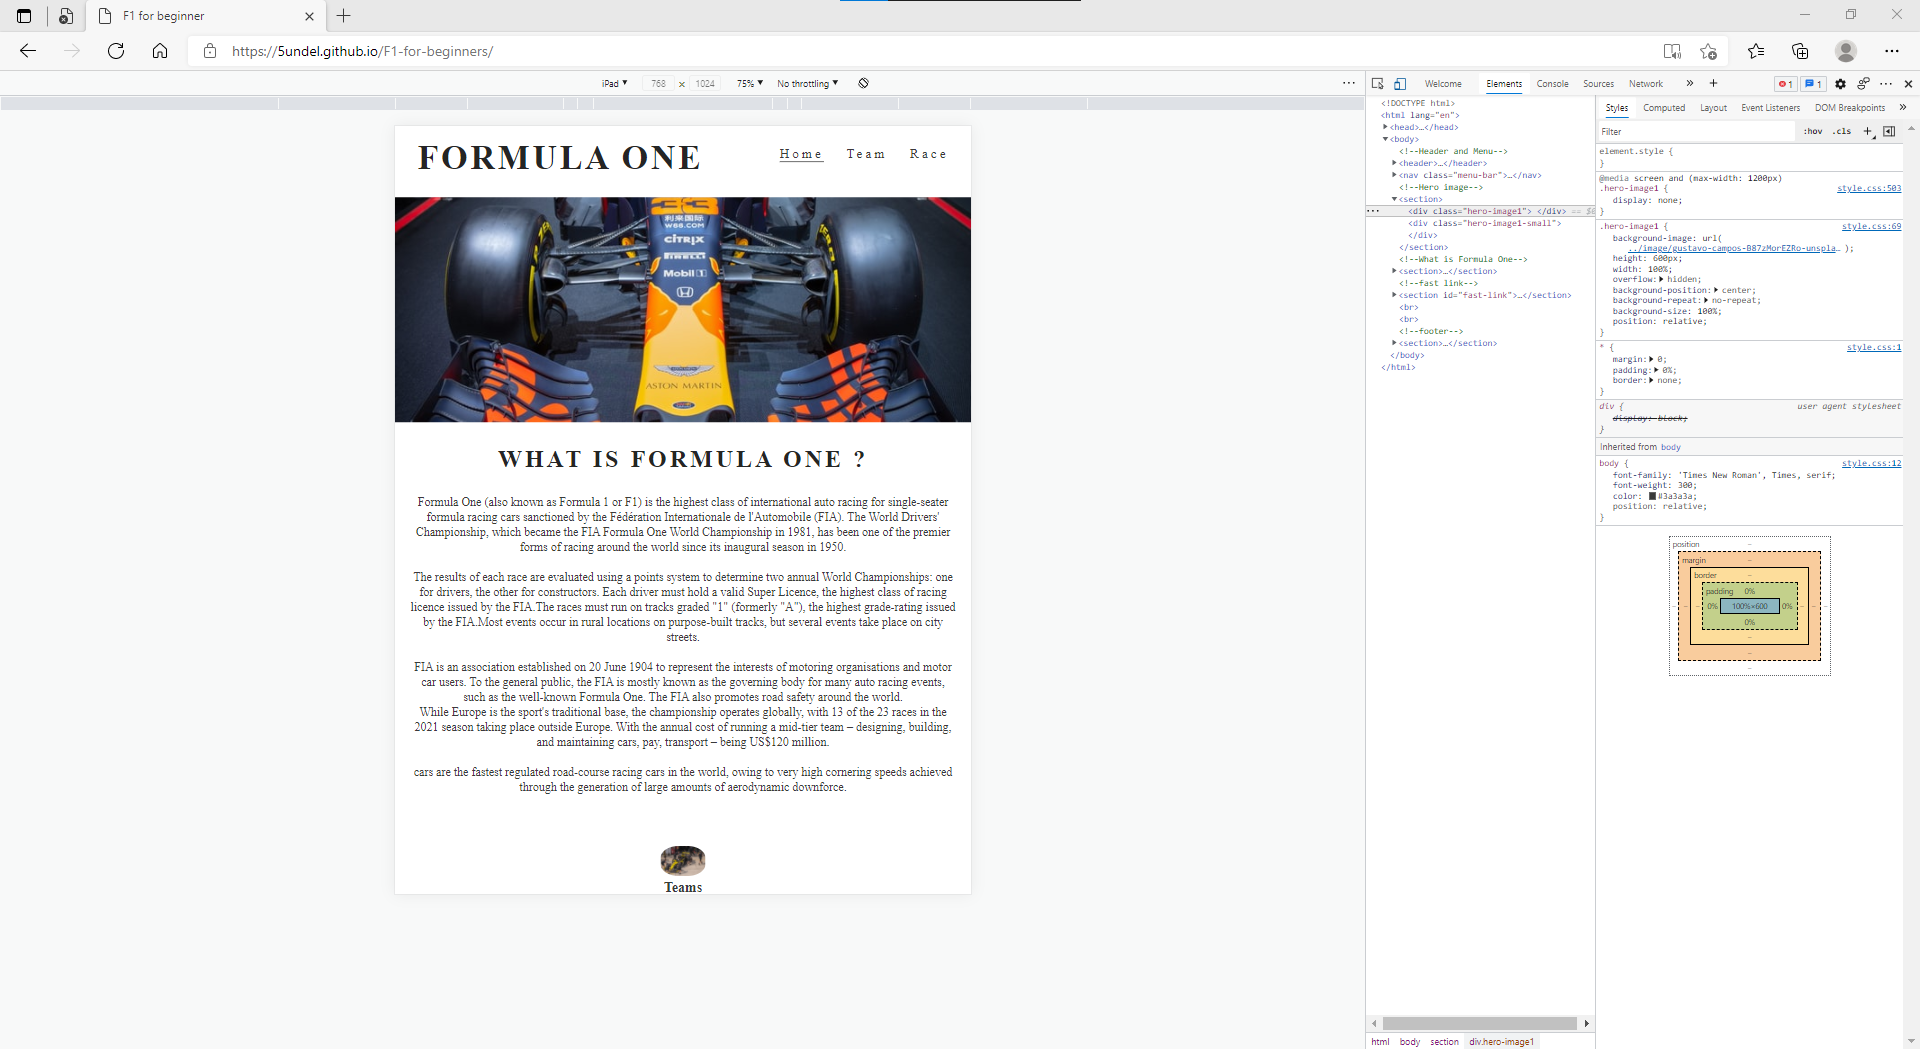 F1 for beginner
https://5undel.github.io/F1-for-beginners/
iPad 768 x 1024 75% No throttling
Welcome Elements Console Sources Network 1 1
<!DOCTYPE html>
<html lang="en">
<head>…</head>
<body>
<!--Header and Menu-->
<header>…</header>
<nav class="menu-bar">…</nav>
<!--Hero image-->
<section>
<div class="hero-image1"> </div> == $0
<div class="hero-image1-small">
</div>
</section>
<!--What is Formula One-->
<section>…</section>
<!--fast link-->
<section id="fast-link">…</section>
<br>
<br>
<!--footer-->
<section>…</section>
</body>
</html>
html body section div.hero-image1
Styles Computed Layout Event Listeners DOM Breakpoints
Filter :hov .cls
element.style {
}
@media screen and (max-width: 1200px)
.hero-image1 { style.css:503
display: none;
}
.hero-image1 { style.css:69
background-image: url(
../image/gustavo-campos-B87zMorEZRo-unspla… );
height: 600px;
width: 100%;
overflow: hidden;
background-position: center;
background-repeat: no-repeat;
background-size: 100%;
position: relative;
}
* { style.css:1
margin: 0;
padding: 0%;
border: none;
}
div { user agent stylesheet
display: block;
}
Inherited from body
body { style.css:12
font-family: 'Times New Roman', Times, serif;
font-weight: 300;
color: #3a3a3a;
position: relative;
}
position –
margin –
border –
padding 0%
– – – 0% 100%×600 0% – – –
0%
–
–
–
FORMULA ONE
Home Team Race
33
利来国际
W66.COM
CITRIX
PIRELLI
Mobil 1
ASTON MARTIN
WHAT IS FORMULA ONE ?
Formula One (also known as Formula 1 or F1) is the highest class of international auto racing for single-seater
formula racing cars sanctioned by the Fédération Internationale de l'Automobile (FIA). The World Drivers'
Championship, which became the FIA Formula One World Championship in 1981, has been one of the premier
forms of racing around the world since its inaugural season in 1950.
The results of each race are evaluated using a points system to determine two annual World Championships: one
for drivers, the other for constructors. Each driver must hold a valid Super Licence, the highest class of racing
licence issued by the FIA.The races must run on tracks graded "1" (formerly "A"), the highest grade-rating issued
by the FIA.Most events occur in rural locations on purpose-built tracks, but several events take place on city
streets.
FIA is an association established on 20 June 1904 to represent the interests of motoring organisations and motor
car users. To the general public, the FIA is mostly known as the governing body for many auto racing events,
such as the well-known Formula One. The FIA also promotes road safety around the world.
While Europe is the sport's traditional base, the championship operates globally, with 13 of the 23 races in the
2021 season taking place outside Europe. With the annual cost of running a mid-tier team – designing, building,
and maintaining cars, pay, transport – being US$120 million.
cars are the fastest regulated road-course racing cars in the world, owing to very high cornering speeds achieved
through the generation of large amounts of aerodynamic downforce.
Teams